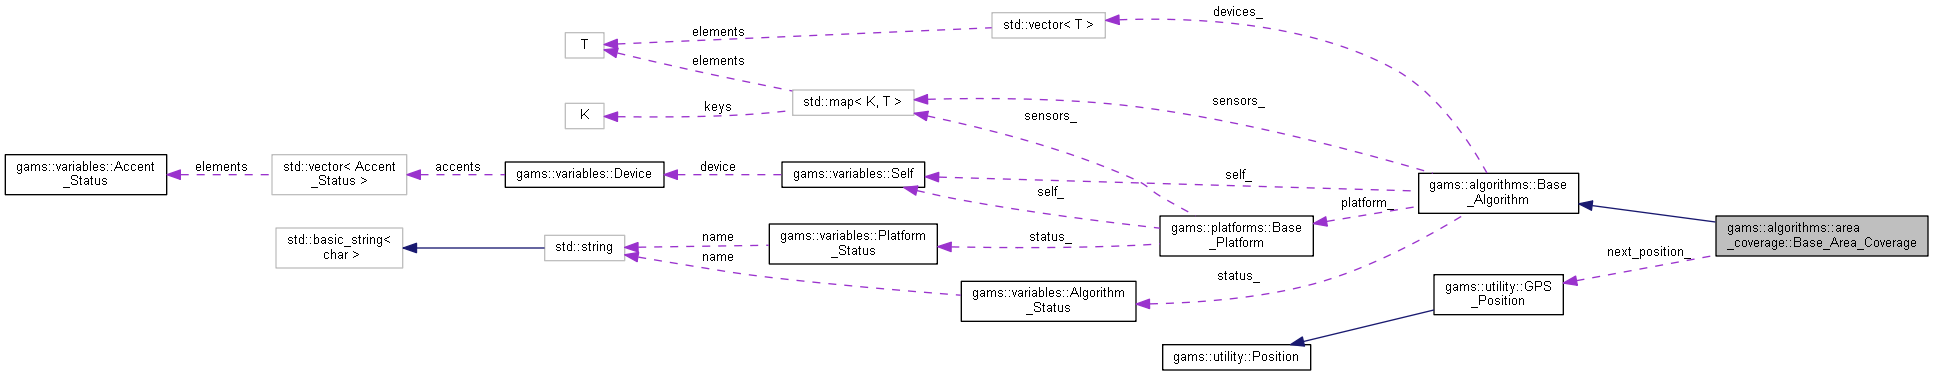 devices_
std::vector< T >
elements
T
elements
std::map< K, T >
sensors_
keys
K
sensors_
gams::variables::Accent
_Status
elements
std::vector< Accent
_Status >
accents
gams::variables::Device
device
gams::variables::Self
self_
self_
gams::algorithms::Base
_Algorithm
platform_
gams::platforms::Base
_Platform
gams::algorithms::area
_coverage::Base_Area_Coverage
std::basic_string<
char >
std::string
name
name
gams::variables::Platform
_Status
status_
next_position_
status_
gams::variables::Algorithm
_Status
gams::utility::GPS
_Position
gams::utility::Position